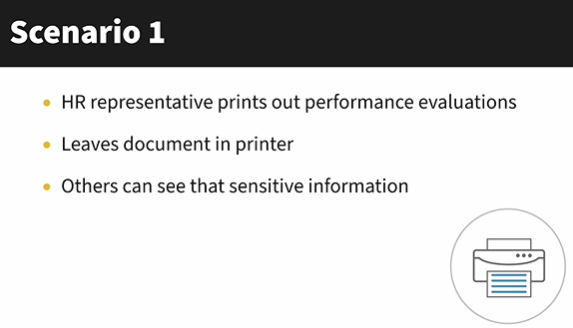 Scenario 1
• HR representative prints out performance evaluations
• Leaves document in printer
• Others can see that sensitive information